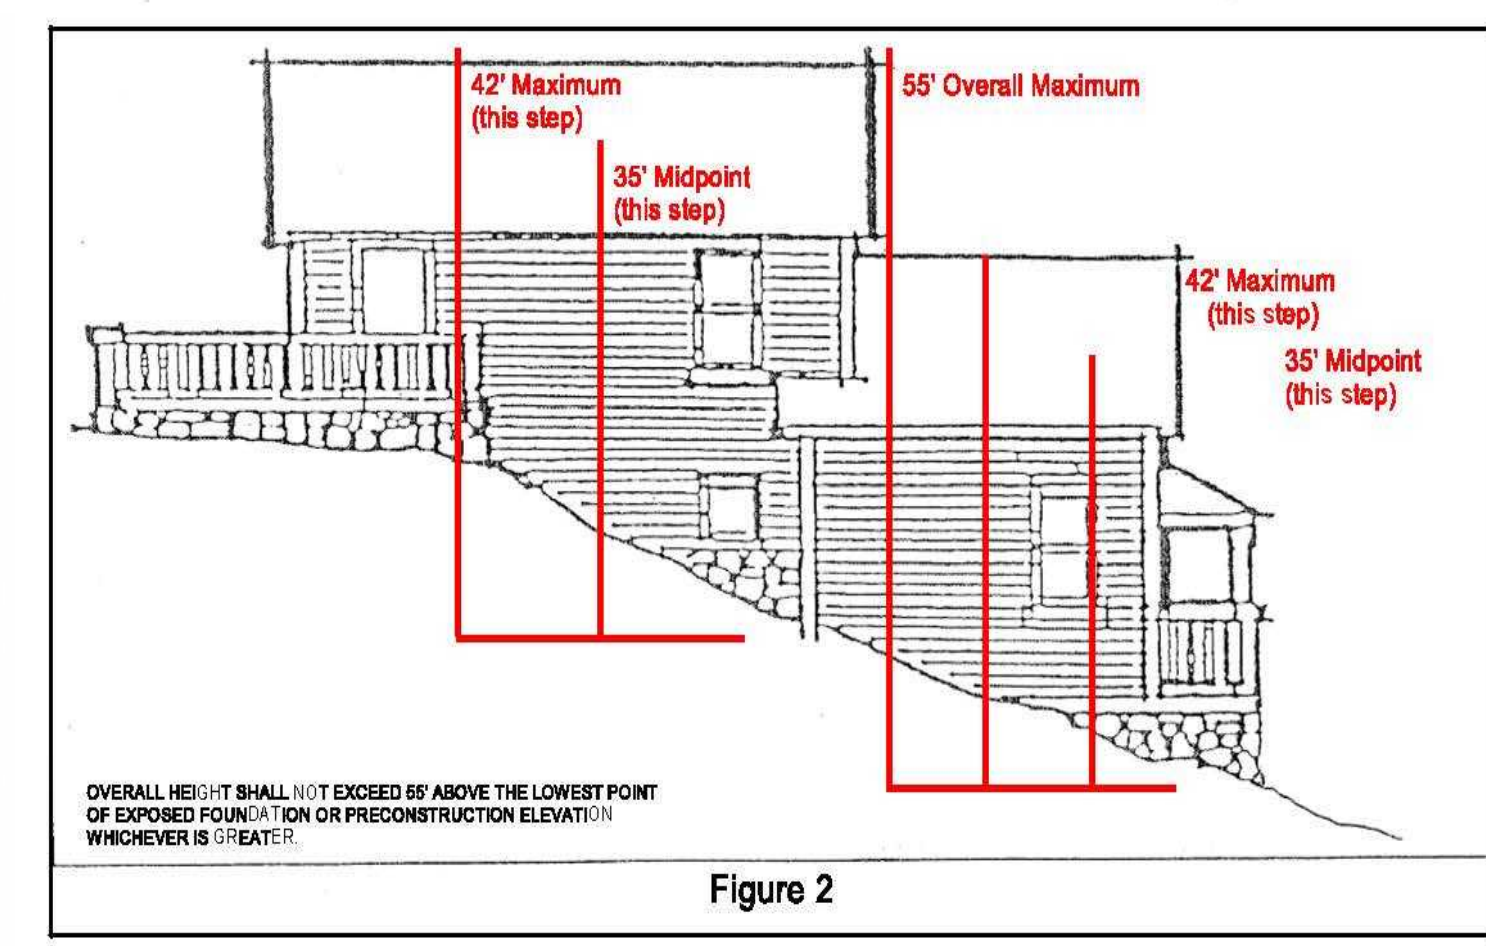 42' Maximum
(this step)
55' Overall Maximum
35' Midpoint
(this step)
42' Maximum
(this step)
35' Midpoint
(this step)
OVERALL HEIGHT SHALL NOT EXCEED 55' ABOVE THE LOWEST POINT
OF EXPOSED FOUNDATION OR PRECONSTRUCTION ELEVATION
WHICHEVER IS GREATER.
Figure 2